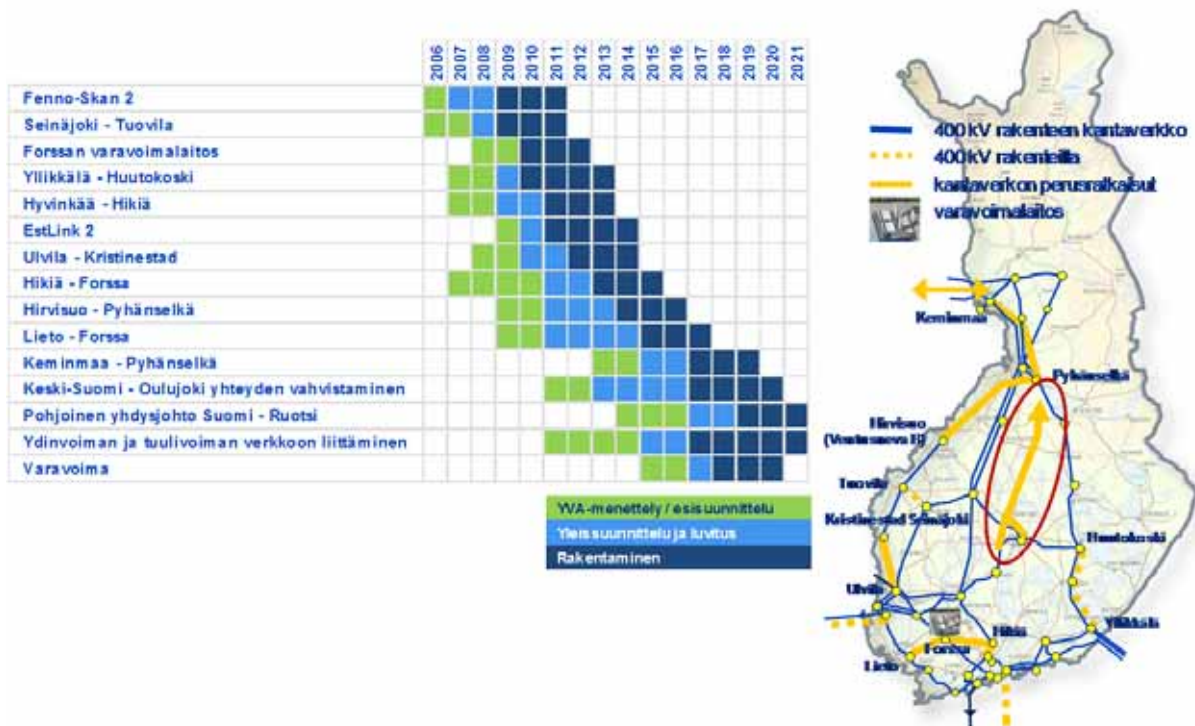 2006 2007 2008 2009 2010 2011 2012 2013 2014 2015 2016 2017 2018 2019 2020 2021
Fenno-Skan 2
Seinäjoki - Tuovila
Forssan varavoimalaitos
Yllikkälä - Huutokoski
Hyvinkää - Hikiä
EstLink 2
Ulvila - Kristinestad
Hikiä - Forssa
Hirvisuo - Pyhänselkä
Lieto - Forssa
Keminmaa - Pyhänselkä
Keski-Suomi - Oulujoki yhteyden vahvistaminen
Pohjoinen yhdysjohto Suomi - Ruotsi
Ydinvoiman ja tuulivoiman verkkoon liittäminen
Varavoima
YVA-menettely / esisuunnittelu
Yleissuunnittelu ja luvitus
Rakentaminen
400 kV rakenteen kantaverkko
400 kV rakenteilla
kantaverkon perusratkaisut
varavoimalaitos
Keminmaa
Pyhänselkä
Hirvisuo
Tuovila
Kristinestad Seinäjoki
Huutokoski
Ulvila
Yllikkälä
Hikiä
Forssa
Lieto